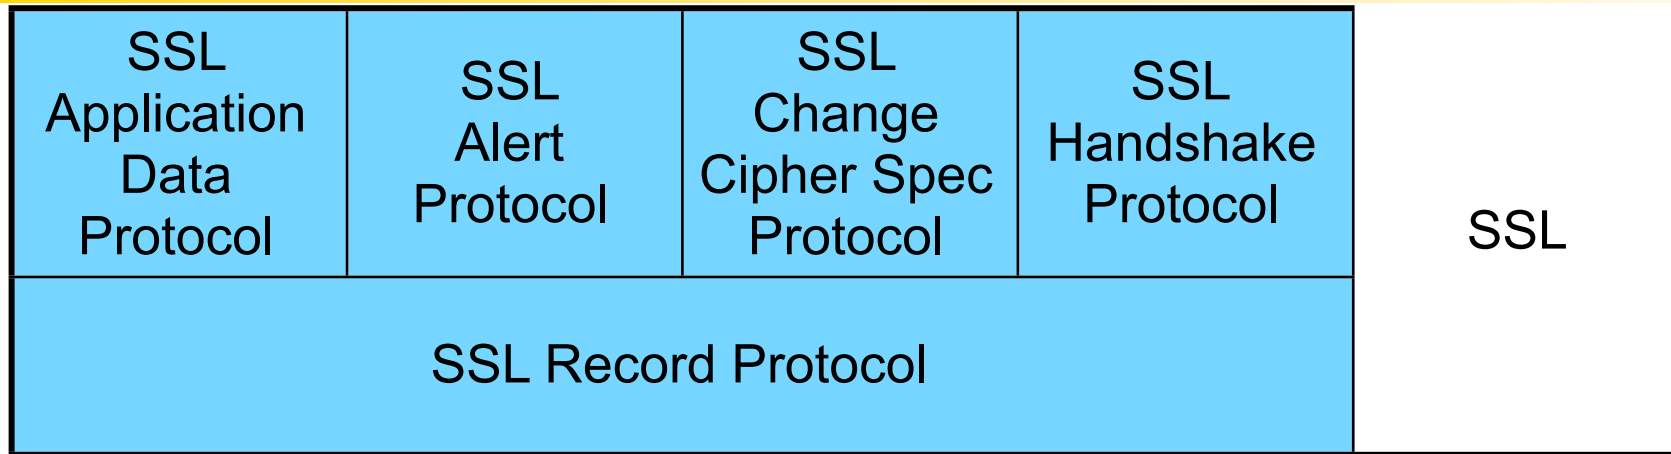 SSL
Application
Data
Protocol
SSL
Alert
Protocol
SSL
Change
Cipher Spec
Protocol
SSL
Handshake
Protocol
SSL
SSL Record Protocol